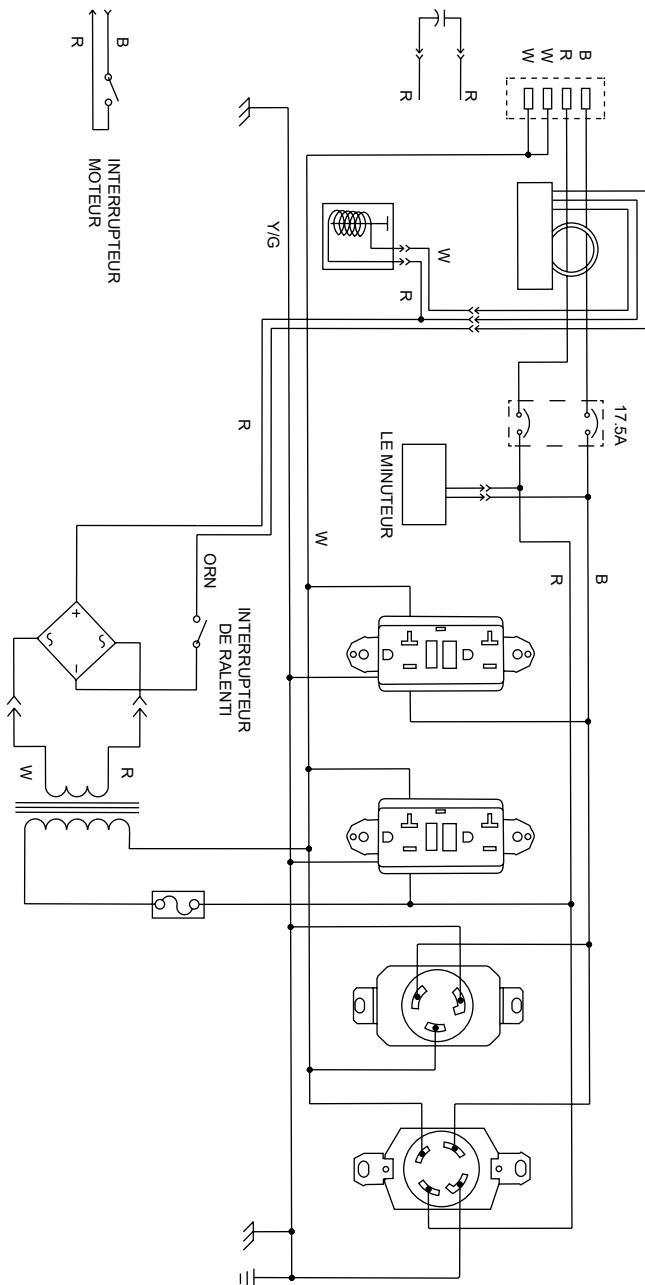 17.5A
B
B
R
R
W
W
R
W
R
R
LE MINUTEUR
W
Y/G
R
INTERRUPTEUR
DE RALENTI
ORN
R
B
INTERRUPTEUR
MOTEUR
R
W